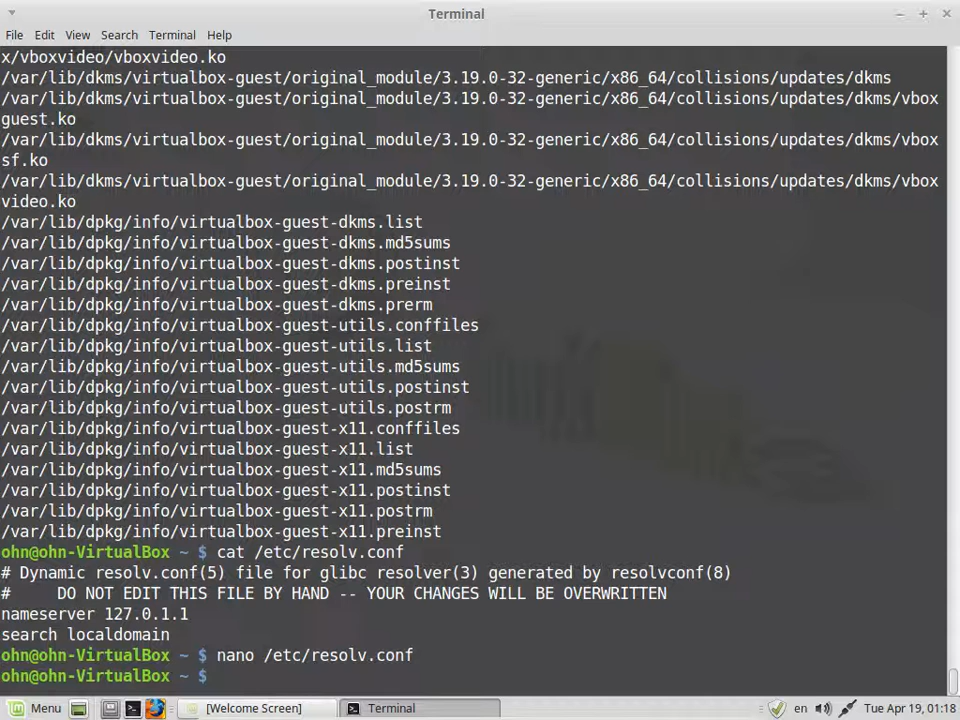 Terminal
File Edit View Search Terminal Help
x/vboxvideo/vboxvideo.ko
/var/lib/dkms/virtualbox-guest/original_module/3.19.0-32-generic/x86_64/collisions/updates/dkms
/var/lib/dkms/virtualbox-guest/original_module/3.19.0-32-generic/x86_64/collisions/updates/dkms/vbox
guest.ko
/var/lib/dkms/virtualbox-guest/original_module/3.19.0-32-generic/x86_64/collisions/updates/dkms/vbox
sf.ko
/var/lib/dkms/virtualbox-guest/original_module/3.19.0-32-generic/x86_64/collisions/updates/dkms/vbox
video.ko
/var/lib/dpkg/info/virtualbox-guest-dkms.list
/var/lib/dpkg/info/virtualbox-guest-dkms.md5sums
/var/lib/dpkg/info/virtualbox-guest-dkms.postinst
/var/lib/dpkg/info/virtualbox-guest-dkms.preinst
/var/lib/dpkg/info/virtualbox-guest-dkms.prerm
/var/lib/dpkg/info/virtualbox-guest-utils.conffiles
/var/lib/dpkg/info/virtualbox-guest-utils.list
/var/lib/dpkg/info/virtualbox-guest-utils.md5sums
/var/lib/dpkg/info/virtualbox-guest-utils.postinst
/var/lib/dpkg/info/virtualbox-guest-utils.postrm
/var/lib/dpkg/info/virtualbox-guest-x11.conffiles
/var/lib/dpkg/info/virtualbox-guest-x11.list
/var/lib/dpkg/info/virtualbox-guest-x11.md5sums
/var/lib/dpkg/info/virtualbox-guest-x11.postinst
/var/lib/dpkg/info/virtualbox-guest-x11.postrm
/var/lib/dpkg/info/virtualbox-guest-x11.preinst
ohn@ohn-VirtualBox ~ $ cat /etc/resolv.conf
# Dynamic resolv.conf(5) file for glibc resolver(3) generated by resolvconf(8)
#     DO NOT EDIT THIS FILE BY HAND -- YOUR CHANGES WILL BE OVERWRITTEN
nameserver 127.0.1.1
search localdomain
ohn@ohn-VirtualBox ~ $ nano /etc/resolv.conf
ohn@ohn-VirtualBox ~ $
Menu [Welcome Screen] Terminal en Tue Apr 19, 01:18